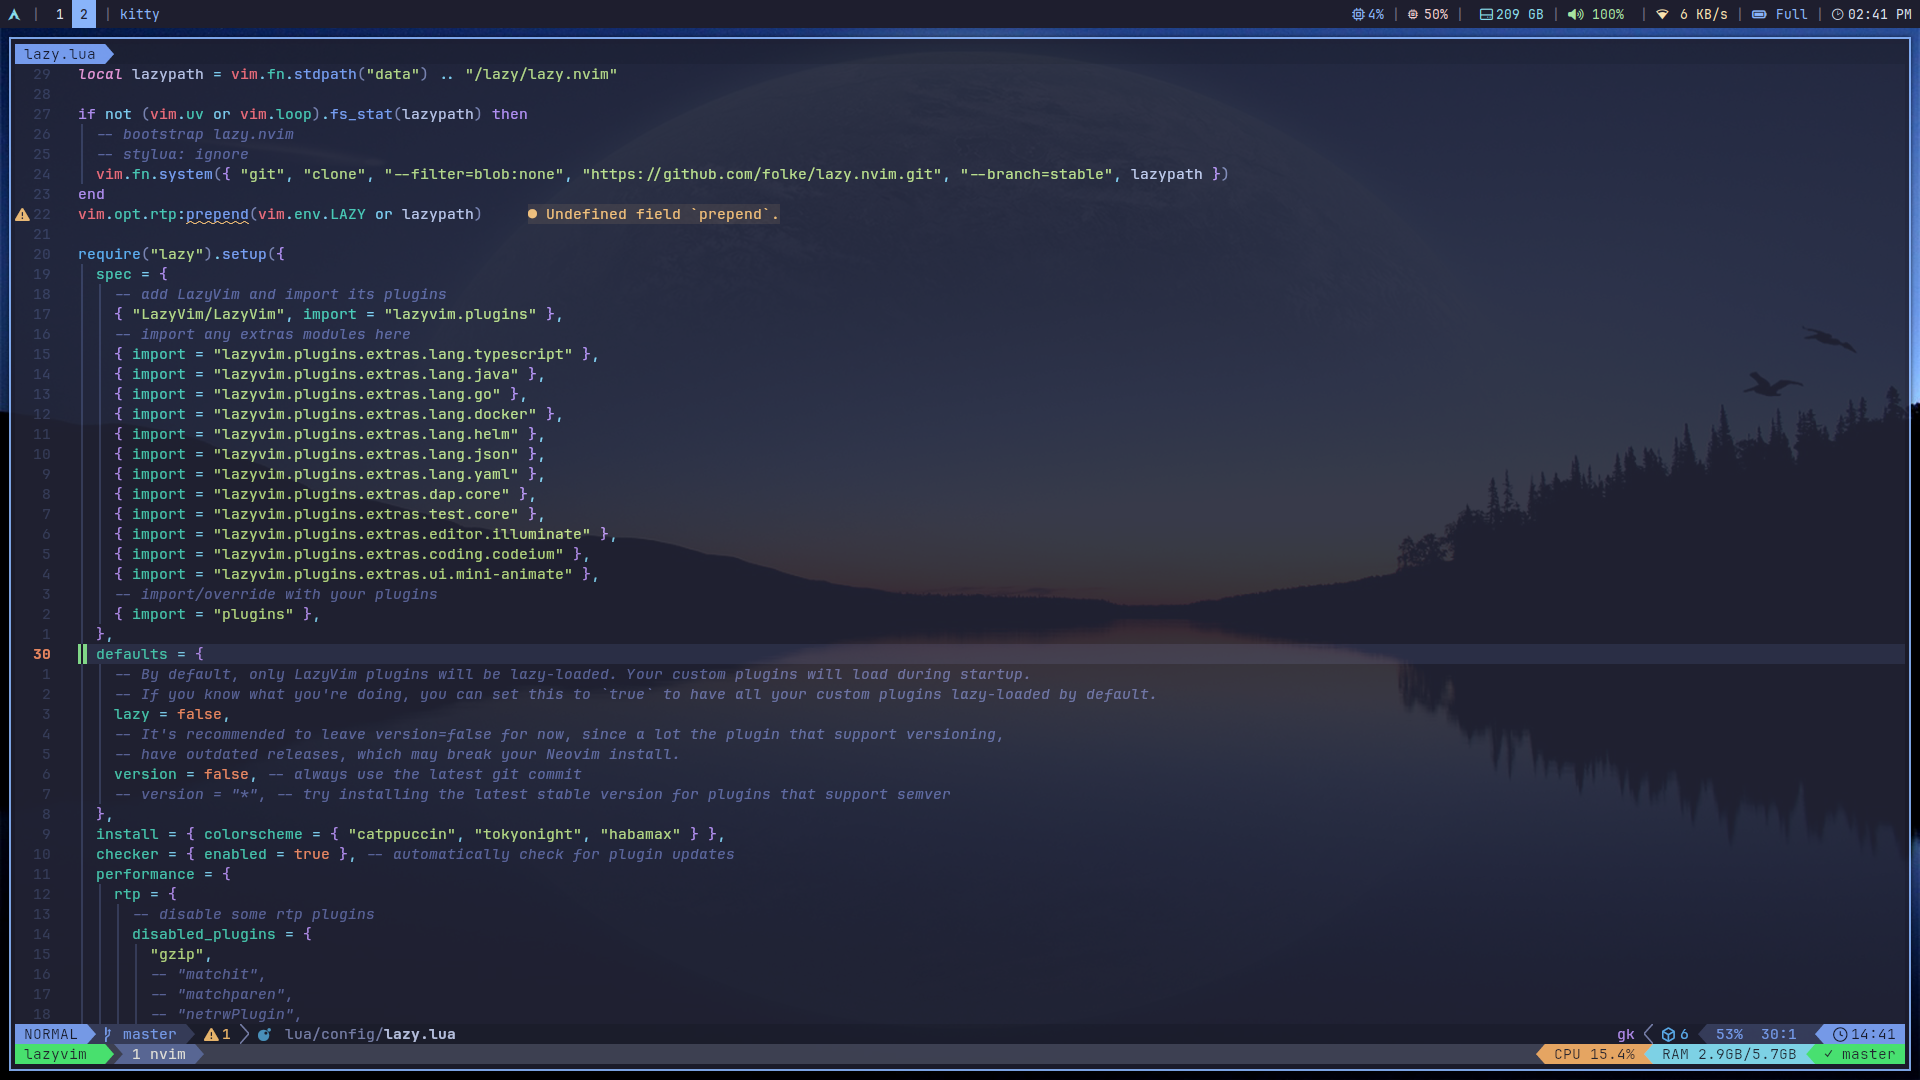 | 1 2 | kitty 4% | 50% | 209 GB | 100% | 6 KB/s | Full | 02:41 PM
lazy.lua
29 local lazypath = vim.fn.stdpath("data") .. "/lazy/lazy.nvim"
28
27 if not (vim.uv or vim.loop).fs_stat(lazypath) then
26 -- bootstrap lazy.nvim
25 -- stylua: ignore
24 vim.fn.system({ "git", "clone", "--filter=blob:none", "https://github.com/folke/lazy.nvim.git", "--branch=stable", lazypath })
23 end
22 vim.opt.rtp:prepend(vim.env.LAZY or lazypath) ● Undefined field `prepend`.
21
20 require("lazy").setup({
19 spec = {
18 -- add LazyVim and import its plugins
17 { "LazyVim/LazyVim", import = "lazyvim.plugins" },
16 -- import any extras modules here
15 { import = "lazyvim.plugins.extras.lang.typescript" },
14 { import = "lazyvim.plugins.extras.lang.java" },
13 { import = "lazyvim.plugins.extras.lang.go" },
12 { import = "lazyvim.plugins.extras.lang.docker" },
11 { import = "lazyvim.plugins.extras.lang.helm" },
10 { import = "lazyvim.plugins.extras.lang.json" },
9 { import = "lazyvim.plugins.extras.lang.yaml" },
8 { import = "lazyvim.plugins.extras.dap.core" },
7 { import = "lazyvim.plugins.extras.test.core" },
6 { import = "lazyvim.plugins.extras.editor.illuminate" },
5 { import = "lazyvim.plugins.extras.coding.codeium" },
4 { import = "lazyvim.plugins.extras.ui.mini-animate" },
3 -- import/override with your plugins
2 { import = "plugins" },
1 },
30 defaults = {
1 -- By default, only LazyVim plugins will be lazy-loaded. Your custom plugins will load during startup.
2 -- If you know what you're doing, you can set this to `true` to have all your custom plugins lazy-loaded by default.
3 lazy = false,
4 -- It's recommended to leave version=false for now, since a lot the plugin that support versioning,
5 -- have outdated releases, which may break your Neovim install.
6 version = false, -- always use the latest git commit
7 -- version = "*", -- try installing the latest stable version for plugins that support semver
8 },
9 install = { colorscheme = { "catppuccin", "tokyonight", "habamax" } },
10 checker = { enabled = true }, -- automatically check for plugin updates
11 performance = {
12 rtp = {
13 -- disable some rtp plugins
14 disabled_plugins = {
15 "gzip",
16 -- "matchit",
17 -- "matchparen",
18 -- "netrwPlugin",
NORMAL master 1 lua/config/lazy.lua gk 6 53% 30:1 14:41
lazyvim 1 nvim CPU 15.4% RAM 2.9GB/5.7GB ✓ master